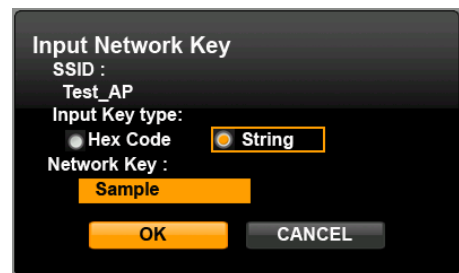 Input Network Key
SSID :
Test_AP
Input Key type:
Hex Code String
Network Key :
Sample
OK CANCEL